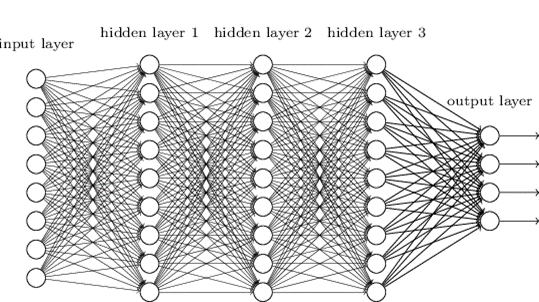 input layer
hidden layer 1
hidden layer 2
hidden layer 3
output layer